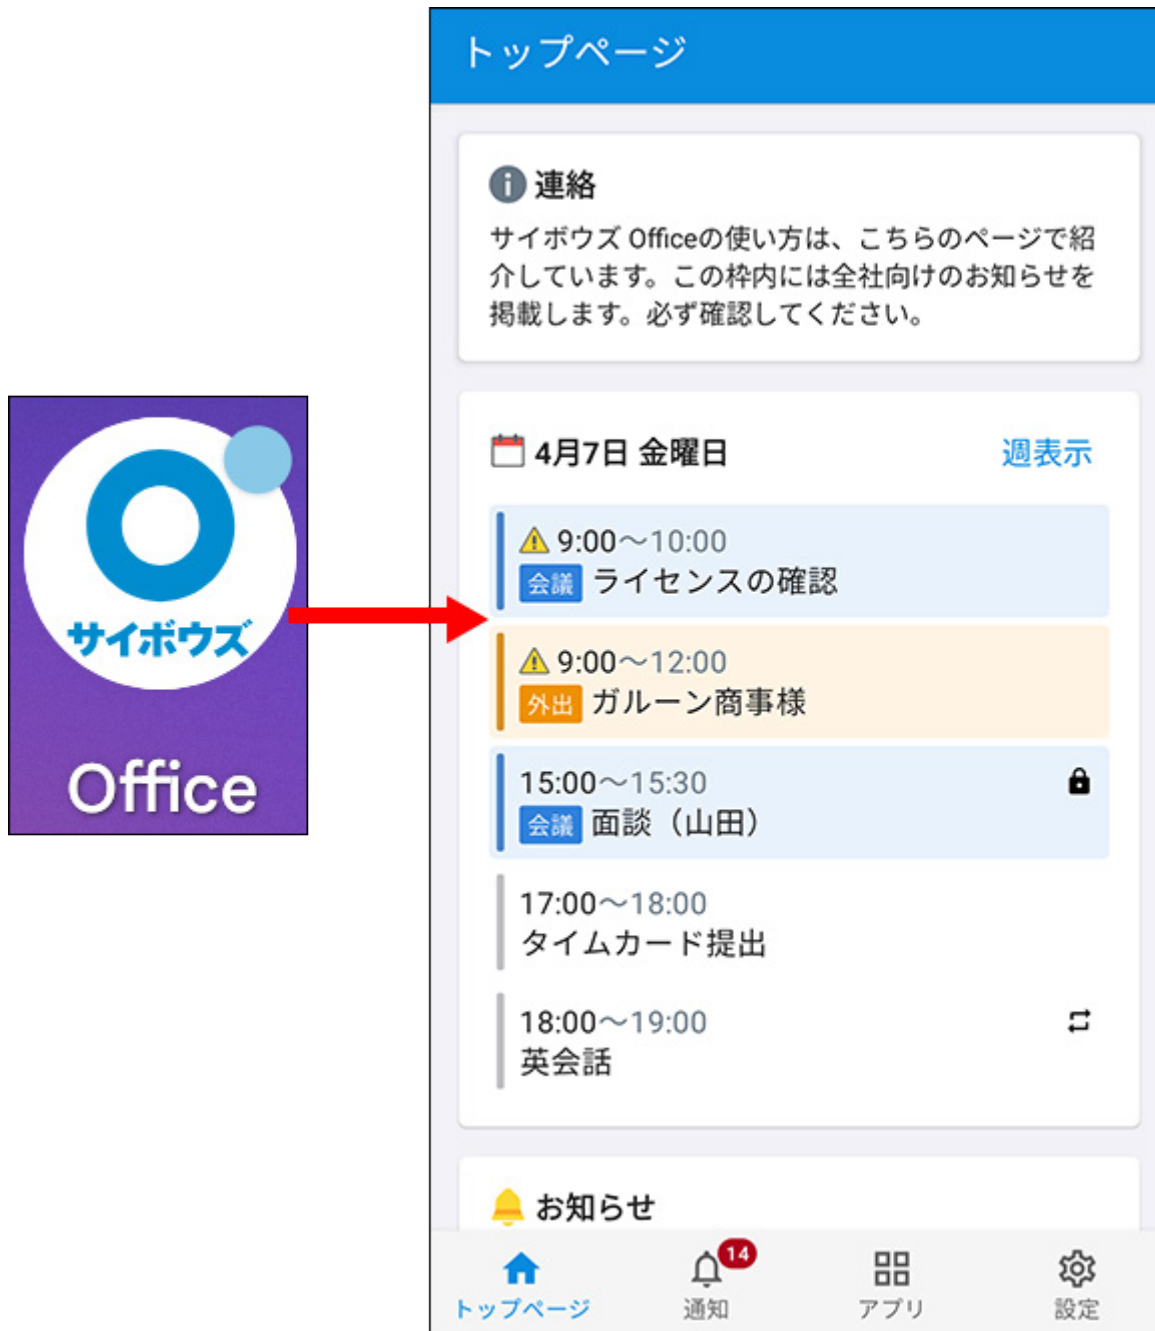 サイボウズ
Office
トップページ
連絡
サイボウズ Officeの使い方は、こちらのページで紹
介しています。この枠内には全社向けのお知らせを
掲載します。必ず確認してください。
4月7日 金曜日
週表示
9:00～10:00
会議 ライセンスの確認
9:00～12:00
外出 ガルーン商事様
15:00～15:30
会議 面談（山田）
17:00～18:00
タイムカード提出
18:00～19:00
英会話
お知らせ
14
トップページ
通知
アプリ
設定